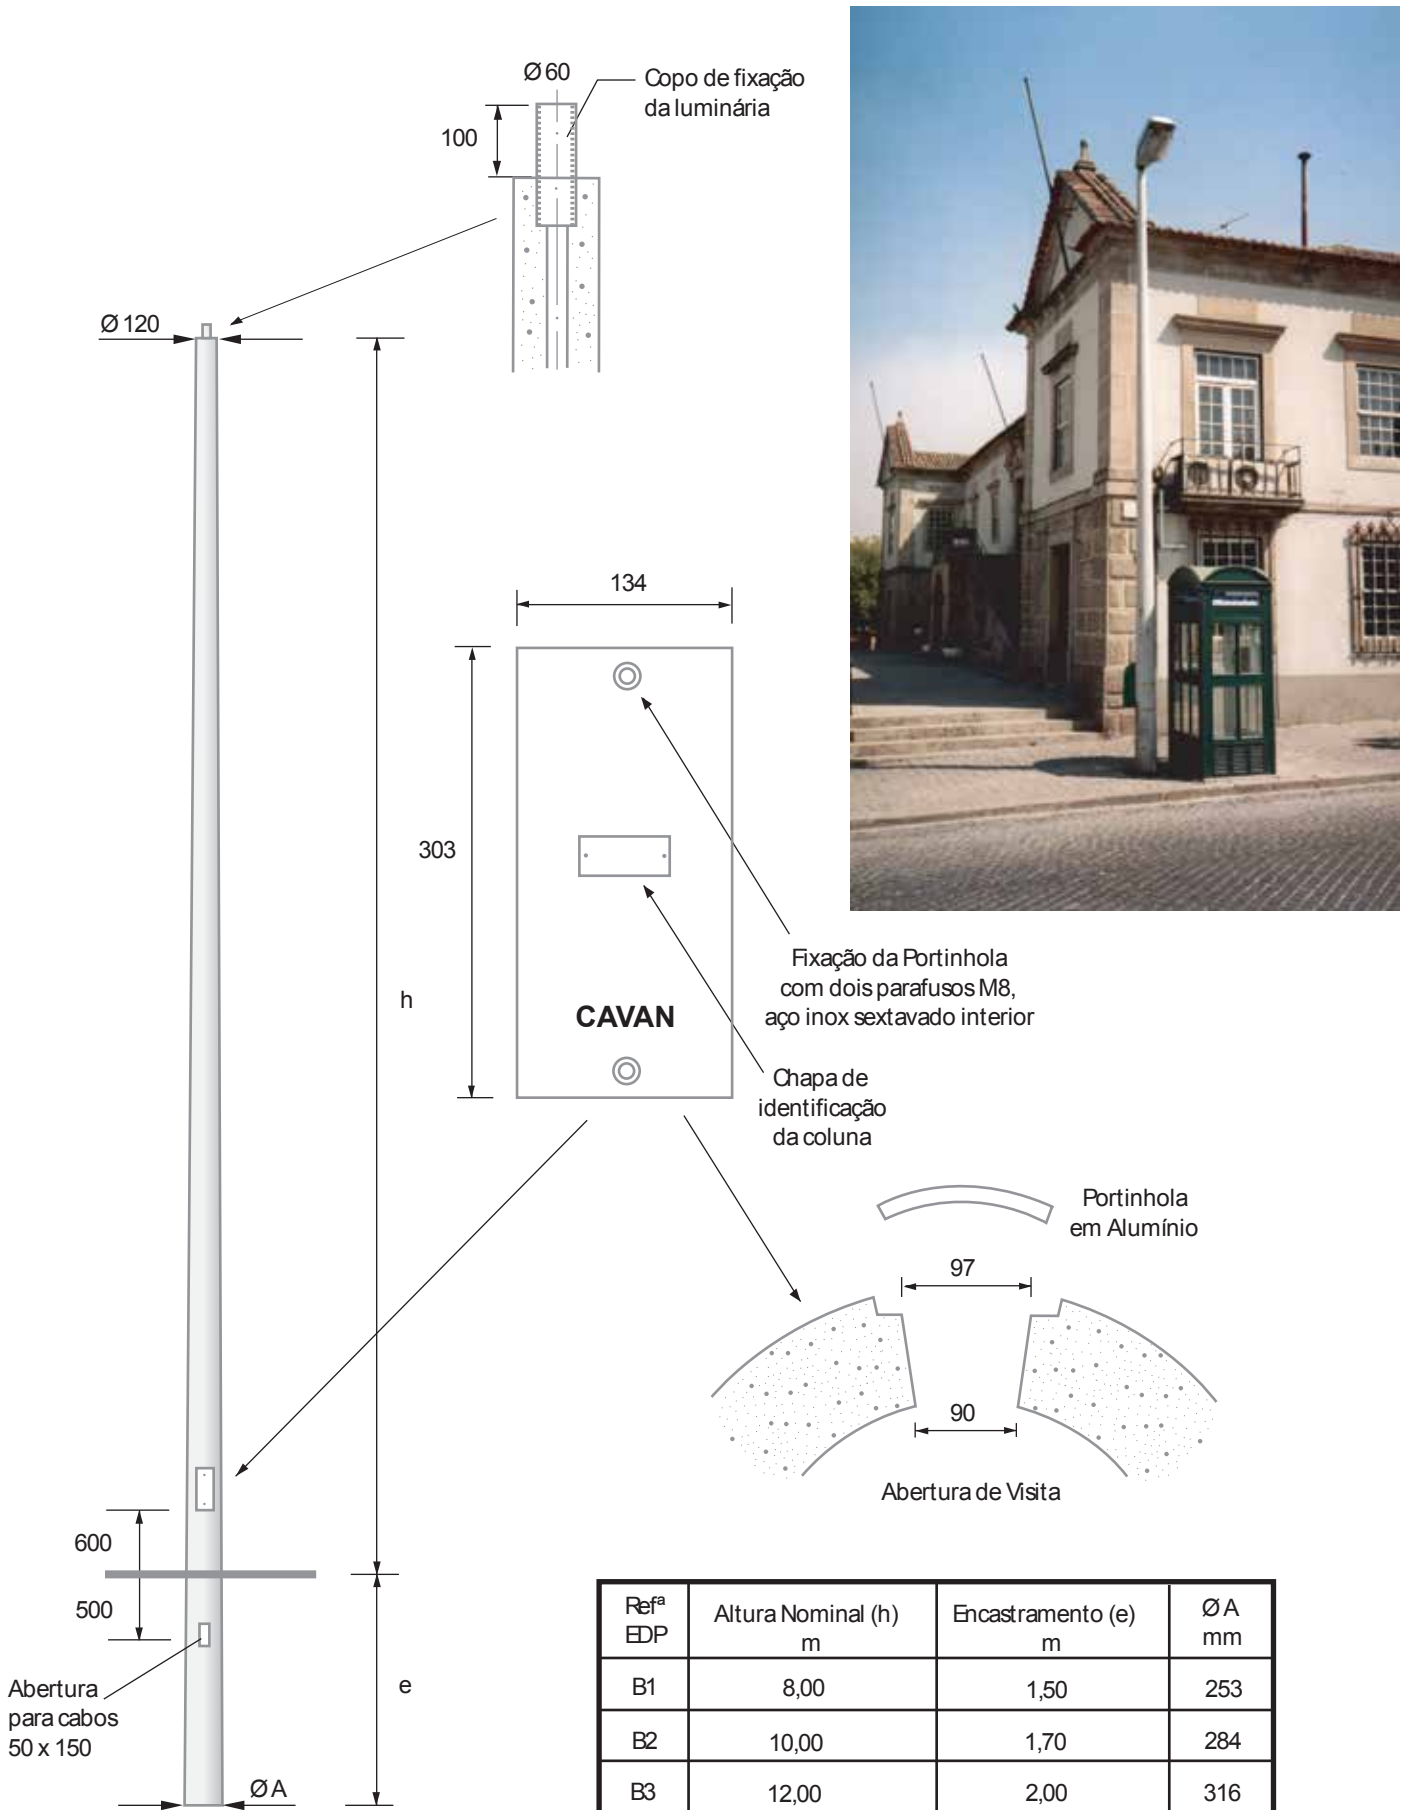 Ø 60
Copo de fixação
da luminária
100
Ø 120
134
303
h
CAVAN
Fixação da Portinhola
com dois parafusos M8,
aço inox sextavado interior
Chapa de
identificação
da coluna
Portinhola
em Alumínio
97
90
Abertura de Visita
600
500
Abertura
para cabos
50 x 150
e
Ø A
Refª EDP Altura Nominal (h) m Encastramento (e) m Ø A mm
B1 8,00 1,50 253
B2 10,00 1,70 284
B3 12,00 2,00 316